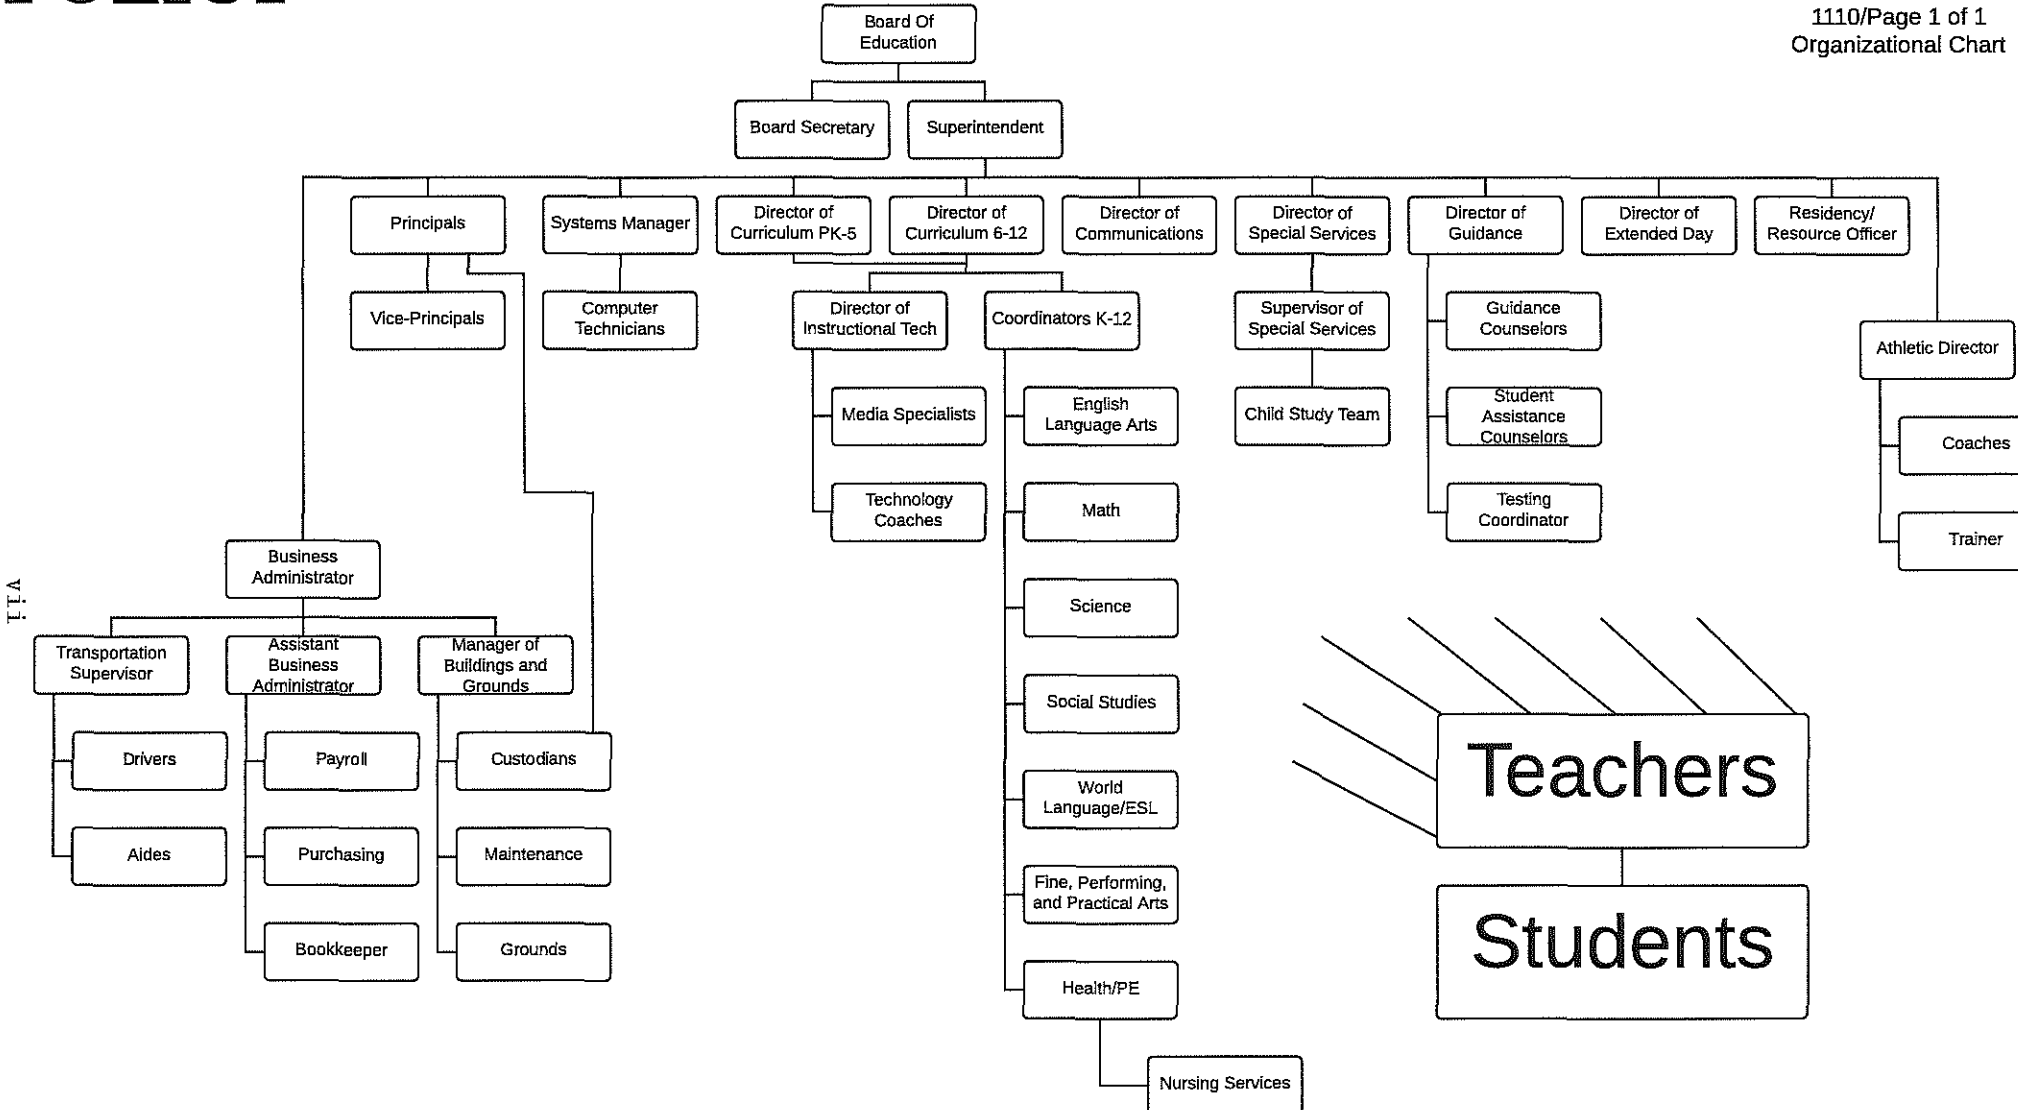 1110/Page 1 of 1
Organizational Chart
Board Of
Education
Board Secretary
Superintendent
Principals
Systems Manager
Director of
Curriculum PK-5
Director of
Curriculum 6-12
Director of
Communications
Director of
Special Services
Director of
Guidance
Director of
Extended Day
Residency/
Resource Officer
Vice-Principals
Computer
Technicians
Director of
Instructional Tech
Coordinators K-12
Supervisor of
Special Services
Guidance
Counselors
Athletic Director
Media Specialists
English
Language Arts
Child Study Team
Student
Assistance
Counselors
Coaches
Technology
Coaches
Math
Testing
Coordinator
Trainer
Business
Administrator
vii
Science
Transportation
Supervisor
Assistant
Business
Administrator
Manager of
Buildings and
Grounds
Social Studies
Drivers
Payroll
Custodians
World
Language/ESL
Teachers
Aides
Purchasing
Maintenance
Fine, Performing,
and Practical Arts
Bookkeeper
Grounds
Students
Health/PE
Nursing Services